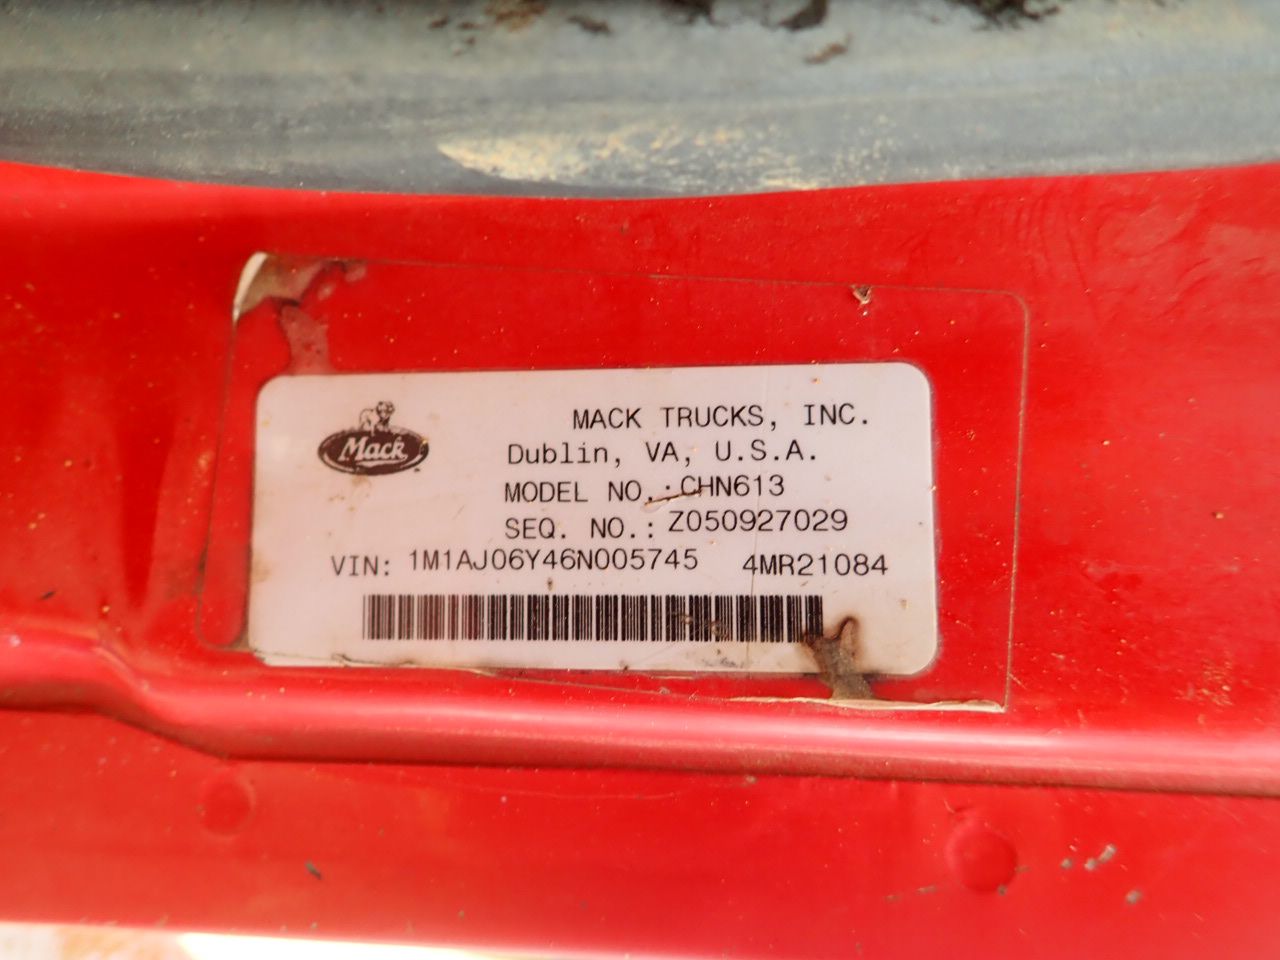 Mack
MACK TRUCKS, INC.
Dublin, VA, U.S.A.
MODEL NO.: CHN613
SEQ. NO.: Z050927029
VIN: 1M1AJ06Y46N005745 4MR21084